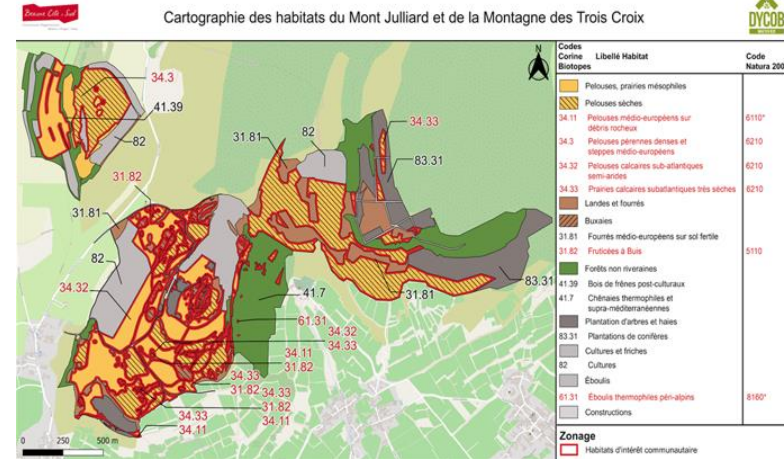 Beaune Côte & Sud
Cartographie des habitats du Mont Julliard et de la Montagne des Trois Croix
DYCOB
34.3
41.39
82
31.82
31.81
82
34.32
31.81
82
34.33
83.31
83.31
31.81
41.7
61.31
34.32
34.33
34.11
31.82
34.33
31.82
34.33
31.82
34.11
34.33
34.11
N
0 250 500 m
Codes
Corine Libellé Habitat Code
Biotopes Natura 200
Pelouses, prairies mésophiles
Pelouses sèches
34.11 Pelouses médio-européens sur 6110*
débris rocheux
34.3 Pelouses pérennes denses et 6210
steppes médio-européens
34.32 Pelouses calcaires sub-atlantiques 6210
semi-andes
34.33 Prairies calcaires subatlantiques très sèches 6210
Landes et fourrés
Buxaies
31.81 Fourrés médio-européens sur sol fertile
31.82 Fruticées à Buis 5110
Forêts non riveraines
41.39 Bois de frênes post-culturaux
41.7 Chênaies thermophiles et
supra-méditerranéennes
Plantation d'arbres et haies
83.31 Plantations de conifères
Cultures et friches
82 Cultures
Éboulis
61.31 Éboulis thermophiles péri-alpins 8160*
Constructions
Zonage
Habitats d'intérêt communautaire